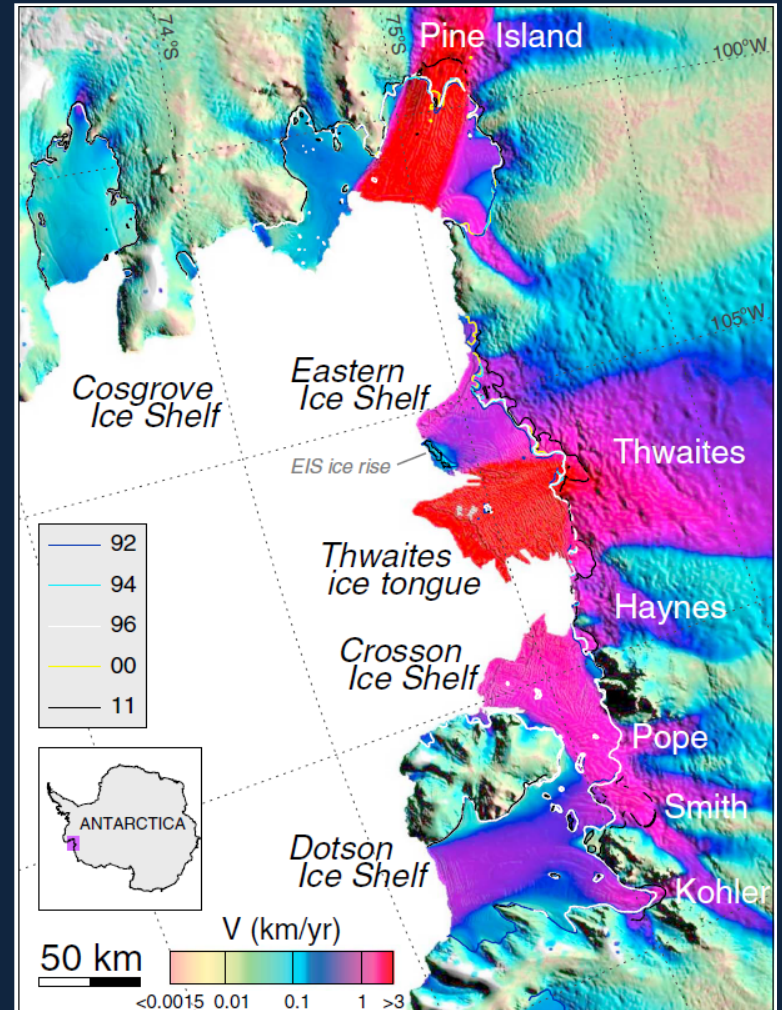 74°S
75°S
Pine Island
100°W
105°W
Cosgrove
Ice Shelf
Eastern
Ice Shelf
EIS ice rise
Thwaites
Thwaites
ice tongue
Haynes
Crosson
Ice Shelf
Pope
Smith
Dotson
Ice Shelf
Kohler
92
94
96
00
11
ANTARCTICA
50 km
V (km/yr)
<0.0015 0.01 0.1 1 >3